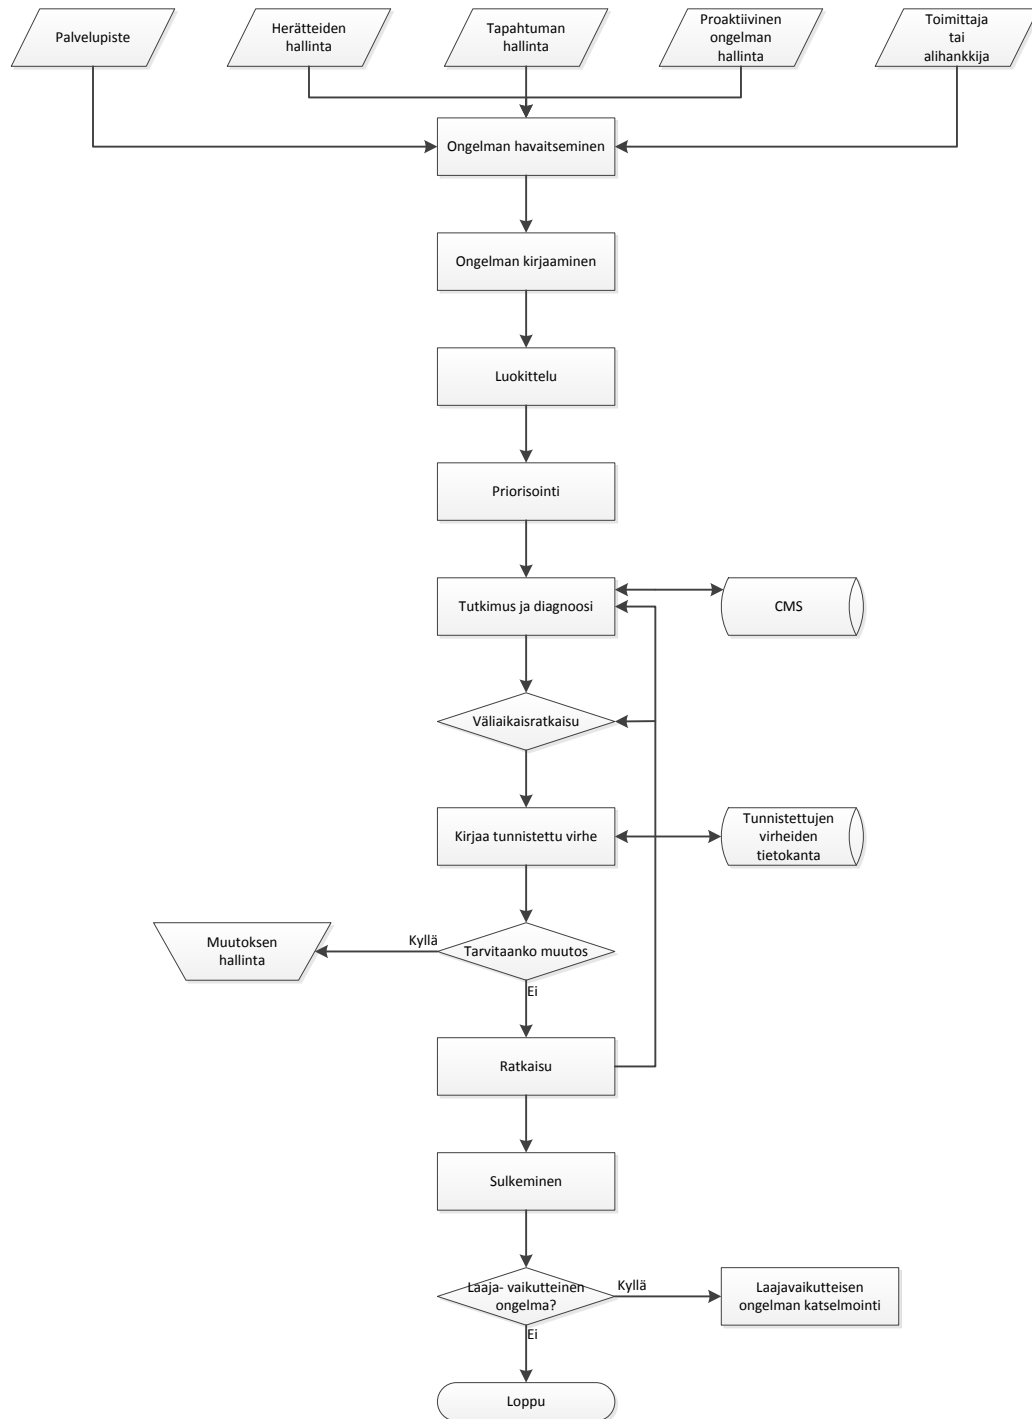 Palvelupiste
Herätteiden
hallinta
Tapahtuman
hallinta
Proaktiivinen
ongelman
hallinta
Toimittaja
tai
alihankkija
Ongelman havaitseminen
Ongelman kirjaaminen
Luokittelu
Priorisointi
Tutkimus ja diagnoosi
CMS
Väliaikaisratkaisu
Kirjaa tunnistettu virhe
Tunnistettujen
virheiden
tietokanta
Muutoksen
hallinta
Kyllä
Tarvitaanko muutos
Ei
Ratkaisu
Sulkeminen
Laaja- vaikutteinen
ongelma?
Kyllä
Laajavaikutteisen
ongelman katselmointi
Ei
Loppu